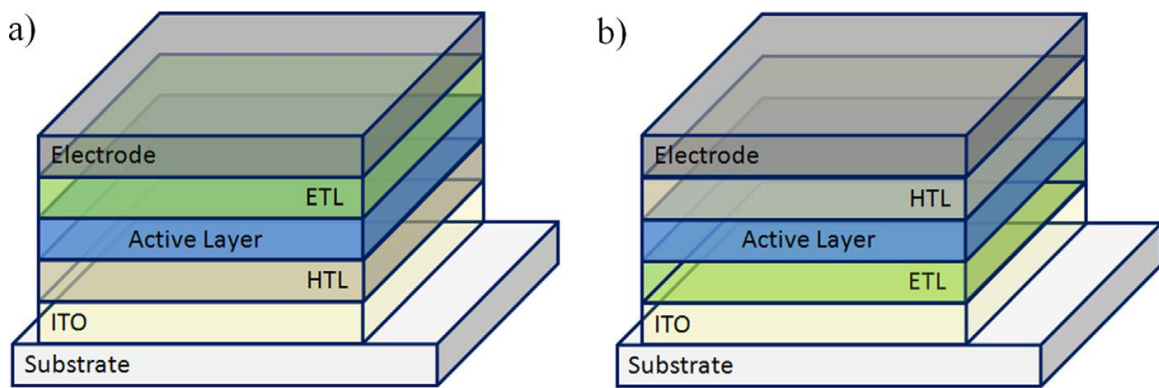 a)
Electrode
ETL
Active Layer
HTL
ITO
Substrate
b)
Electrode
HTL
Active Layer
ETL
ITO
Substrate